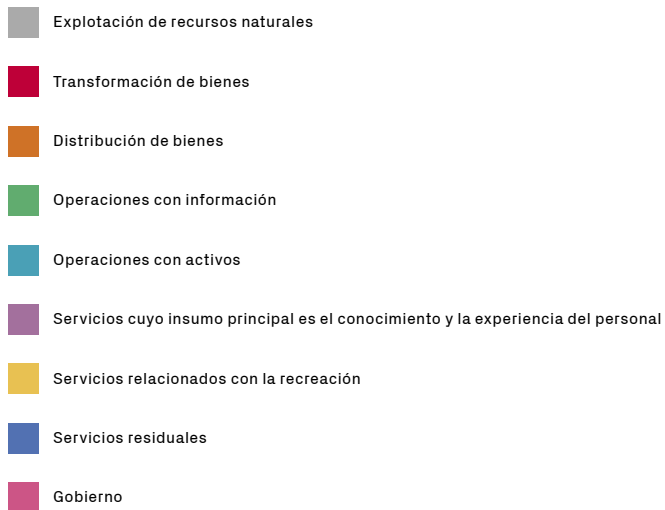 Explotación de recursos naturales
Transformación de bienes
Distribución de bienes
Operaciones con información
Operaciones con activos
Servicios cuyo insumo principal es el conocimiento y la experiencia del personal
Servicios relacionados con la recreación
Servicios residuales
Gobierno